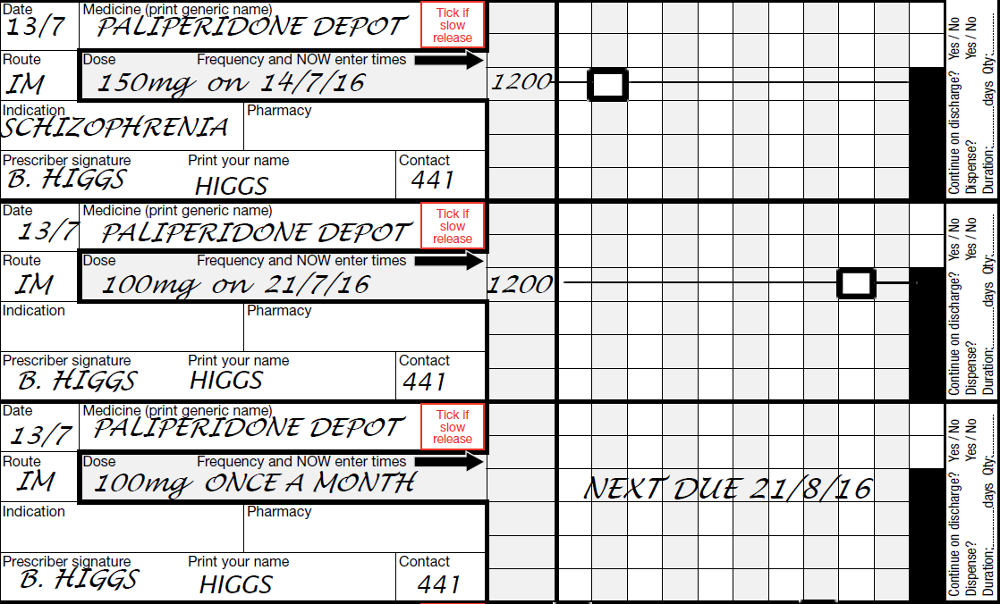 Date Medicine (print generic name) Tick if slow release
13/7 PALIPERIDONE DEPOT
Route Dose Frequency and NOW enter times
IM 150mg on 14/7/16 1200
Indication Pharmacy
SCHIZOPHRENIA
Prescriber signature Print your name Contact
B. HIGGS HIGGS 441
Continue on discharge? Yes / No
Dispense? Yes / No
Duration: days Qty:
Date Medicine (print generic name) Tick if slow release
13/7 PALIPERIDONE DEPOT
Route Dose Frequency and NOW enter times
IM 100mg on 21/7/16 1200
Indication Pharmacy
Prescriber signature Print your name Contact
B. HIGGS HIGGS 441
Continue on discharge? Yes / No
Dispense? Yes / No
Duration: days Qty:
Date Medicine (print generic name) Tick if slow release
13/7 PALIPERIDONE DEPOT
Route Dose Frequency and NOW enter times
IM 100mg ONCE A MONTH NEXT DUE 21/8/16
Indication Pharmacy
Prescriber signature Print your name Contact
B. HIGGS HIGGS 441
Continue on discharge? Yes / No
Dispense? Yes / No
Duration: days Qty: